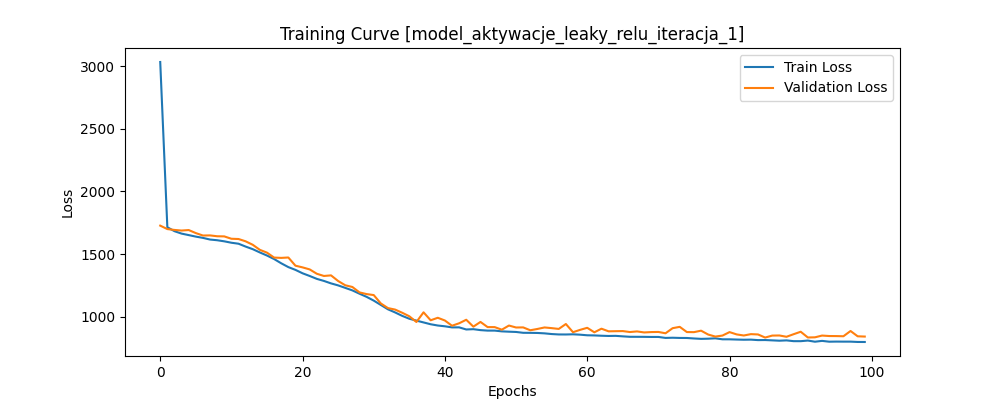 Training Curve [model_aktywacje_leaky_relu_iteracja_1]
Train Loss
Validation Loss
3000
2500
2000
1500
1000
Loss
0
20
40
60
80
100
Epochs